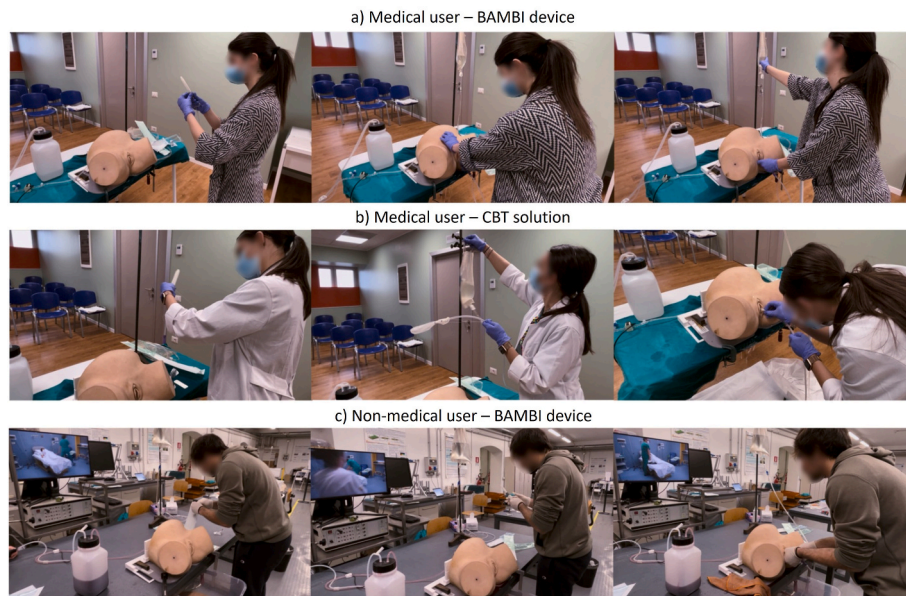 a) Medical user – BAMBI device
b) Medical user – CBT solution
c) Non-medical user – BAMBI device